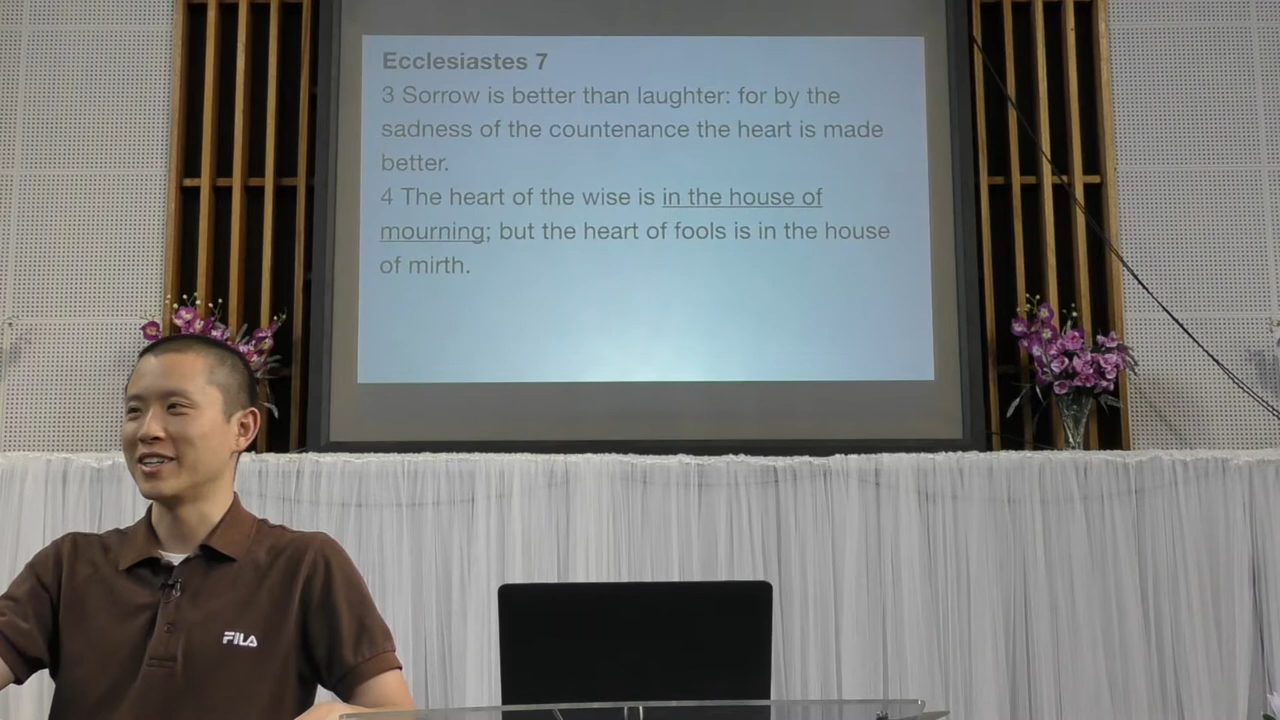 Ecclesiastes 7
3 Sorrow is better than laughter: for by the
sadness of the countenance the heart is made
better.
4 The heart of the wise is in the house of
mourning; but the heart of fools is in the house
of mirth.
FILA